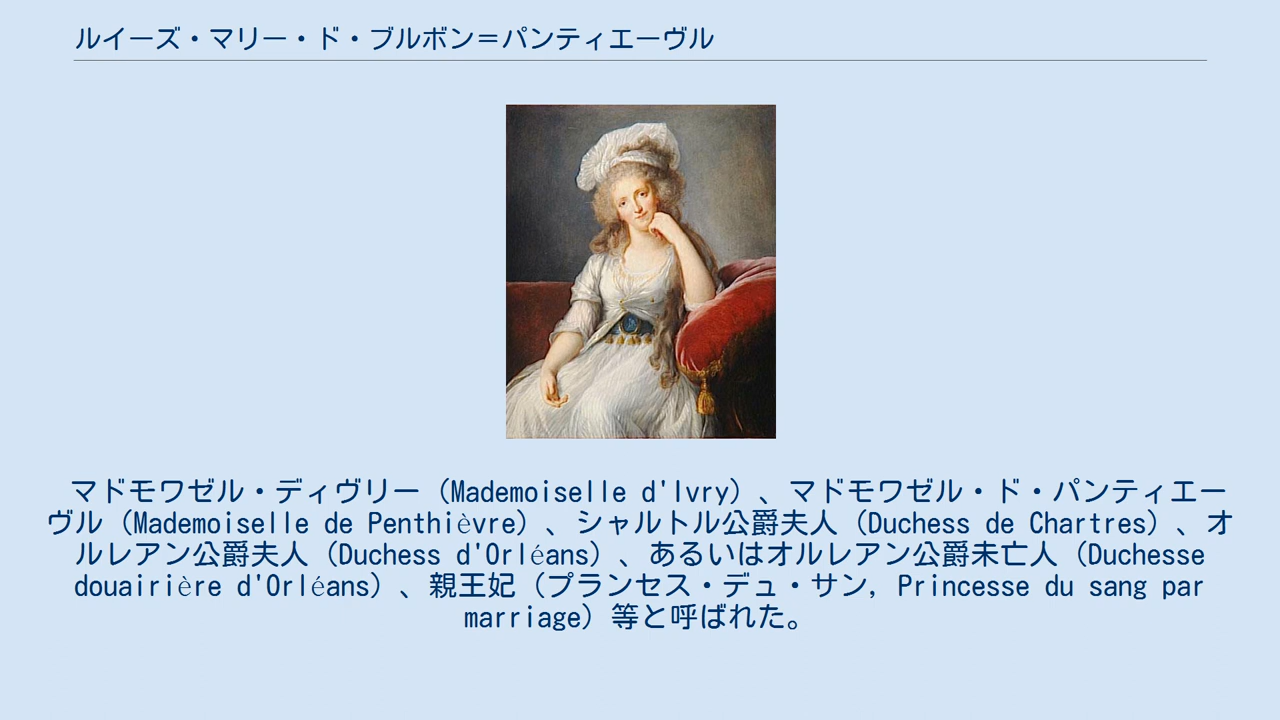 ルイーズ・マリー・ド・ブルボン＝パンティエーヴル
マドモワゼル・ディヴリー（Mademoiselle d'Ivry）、マドモワゼル・ド・パンティエー
ヴル（Mademoiselle de Penthièvre）、シャルトル公爵夫人（Duchess de Chartres）、オ
ルレアン公爵夫人（Duchess d'Orléans）、あるいはオルレアン公爵未亡人（Duchesse
douairière d'Orléans）、親王妃（プランセス・デュ・サン, Princesse du sang par
marriage）等と呼ばれた。